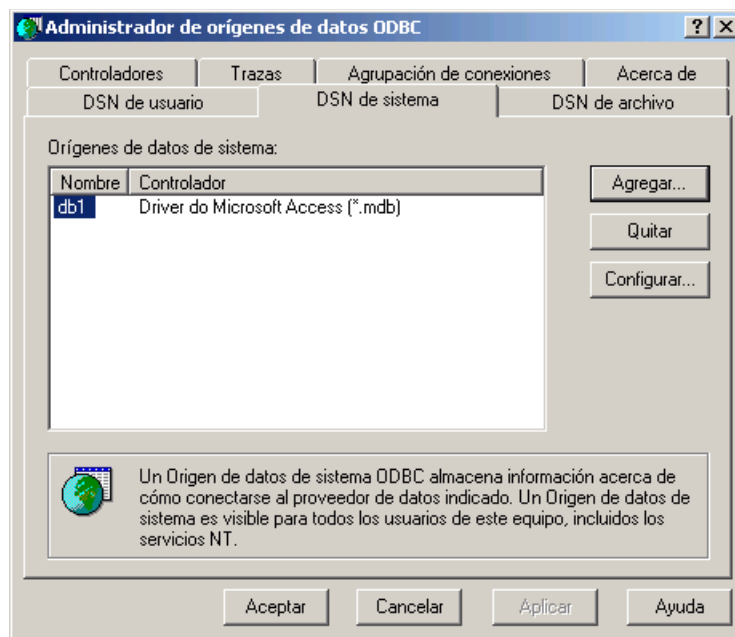 Administrador de orígenes de datos ODBC
Controladores Trazas Agrupación de conexiones Acerca de
DSN de usuario DSN de sistema DSN de archivo
Orígenes de datos de sistema:
Nombre Controlador
db1 Driver do Microsoft Access (*.mdb)
Agregar...
Quitar
Configurar...
Un Origen de datos de sistema ODBC almacena información acerca de
cómo conectarse al proveedor de datos indicado. Un Origen de datos de
sistema es visible para todos los usuarios de este equipo, incluidos los
servicios NT.
Aceptar Cancelar Aplicar Ayuda